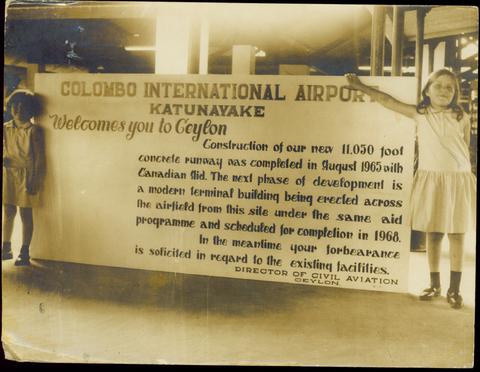 COLOMBO INTERNATIONAL AIRPORT
KATUNAYAKE
Welcomes you to Ceylon
Construction of our new 11,050 foot
concrete runway was completed in August 1965 with
Canadian Aid. The next phase of development is
a modern terminal building being erected across
the airfield from this site under the same aid
programme and scheduled for completion in 1968.
In the meantime your forbearance
is solicited in regard to the existing facilities.
DIRECTOR OF CIVIL AVIATION
CEYLON.